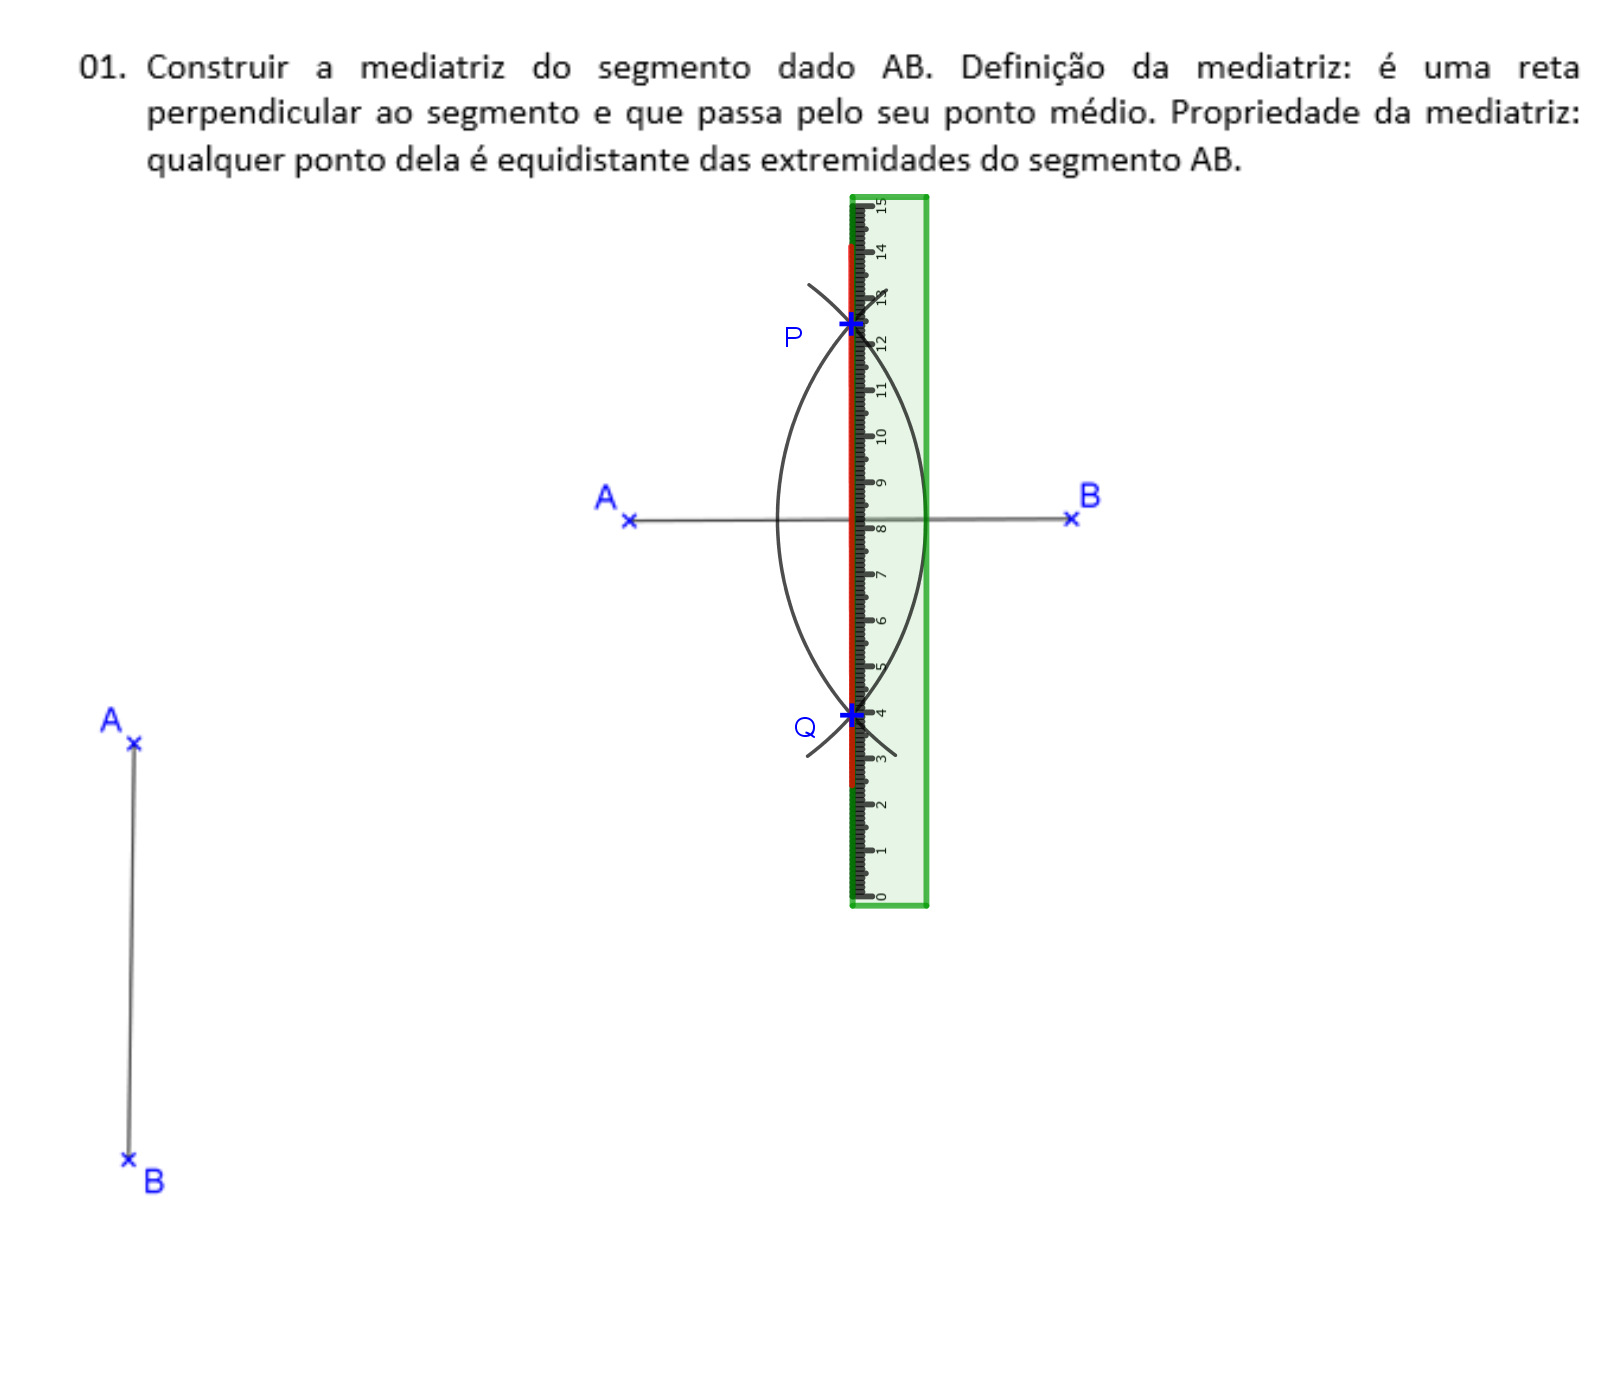 01. Construir a mediatriz do segmento dado AB. Definição da mediatriz: é uma reta
perpendicular ao segmento e que passa pelo seu ponto médio. Propriedade da mediatriz:
qualquer ponto dela é equidistante das extremidades do segmento AB.
15
14
13
P
12
11
10
9
A
B
8
7
6
5
4
Q
3
2
1
0
A
B